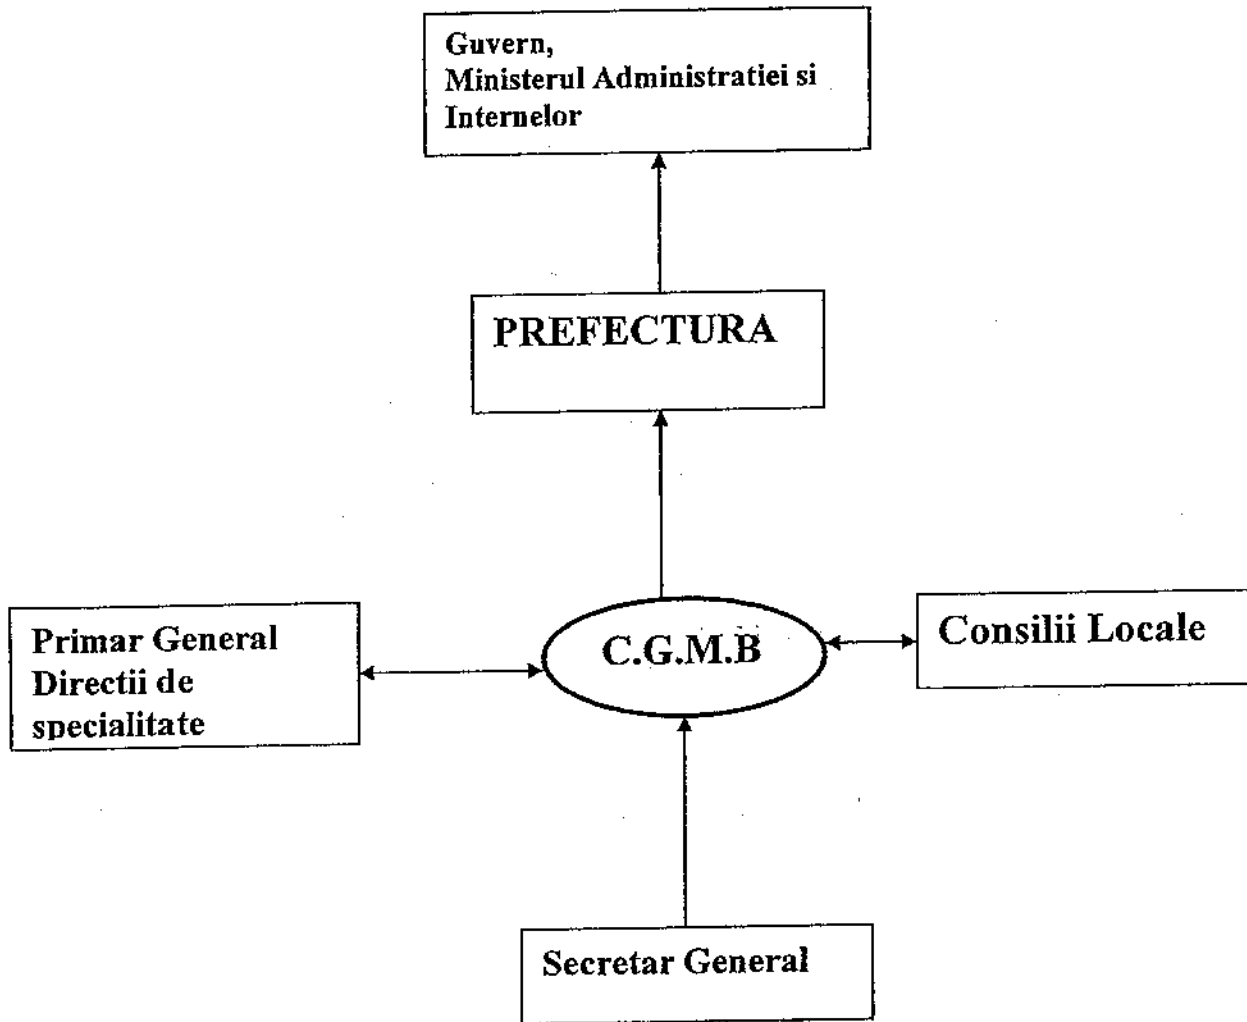 Guvern,
Ministerul Administratiei si
Internelor
PREFECTURA
Primar General
Directii de
specialitate
C.G.M.B
Consilii Locale
Secretar General